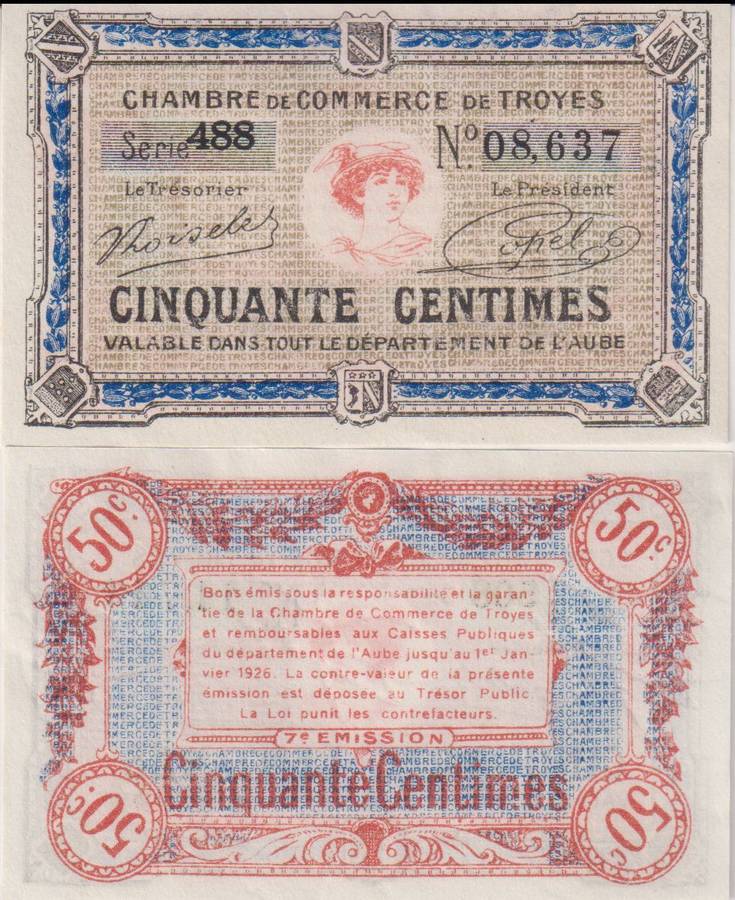 CHAMBRE DE COMMERCE DE TROYES
Serie 488 No. 08,637
Le Trésorier Le Président
CINQUANTE CENTIMES
VALABLE DANS TOUT LE DÉPARTEMENT DE L'AUBE
50c. 50c.
Bons émis sous la responsabilité et la garan-
tie de la Chambre de Commerce de Troyes
et remboursables aux Caisses Publiques
du département de l'Aube jusqu'au 1er Jan-
vier 1926. La contre-valeur de la présente
émission est déposée au Trésor Public
La Loi punit les contrefacteurs.
7e EMISSION
Cinquante Centimes
50c. 50c.